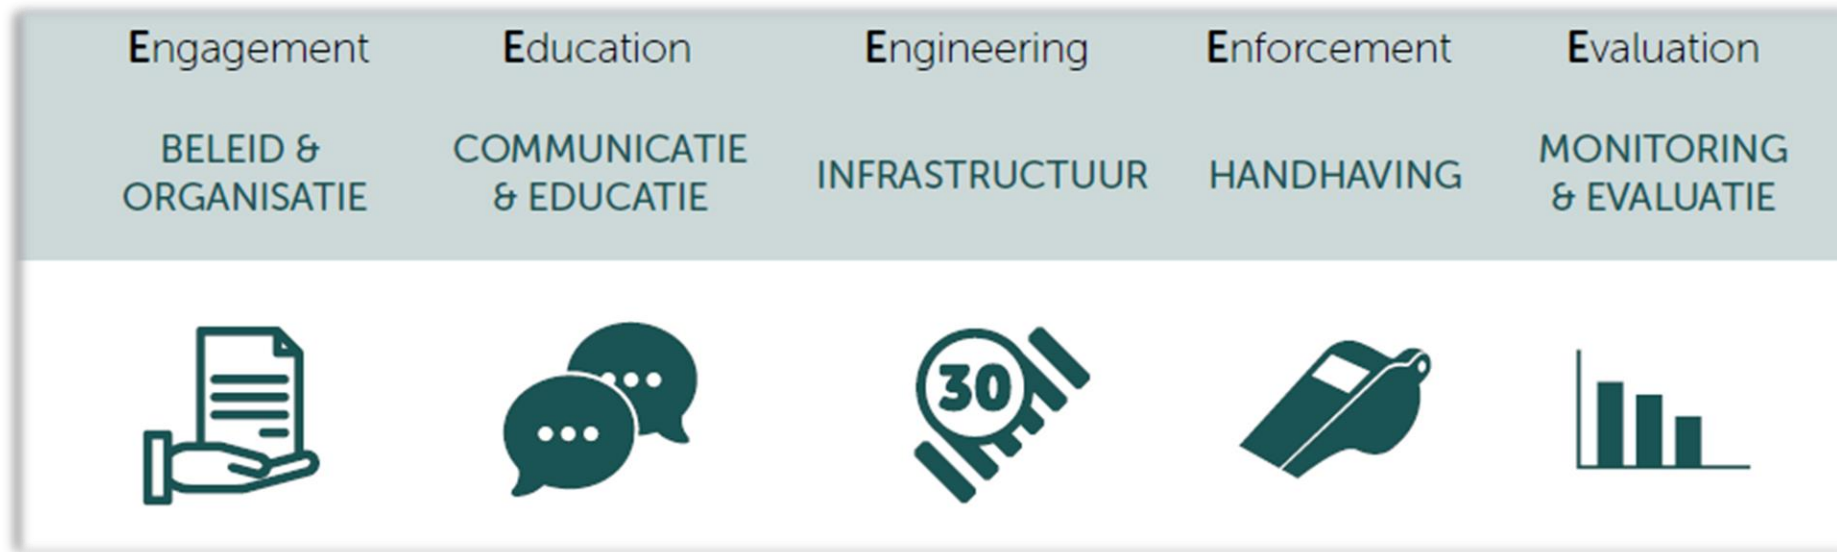 Engagement
Education
Engineering
Enforcement
Evaluation
BELEID &
ORGANISATIE
COMMUNICATIE
& EDUCATIE
INFRASTRUCTUUR
HANDHAVING
MONITORING
& EVALUATIE
30